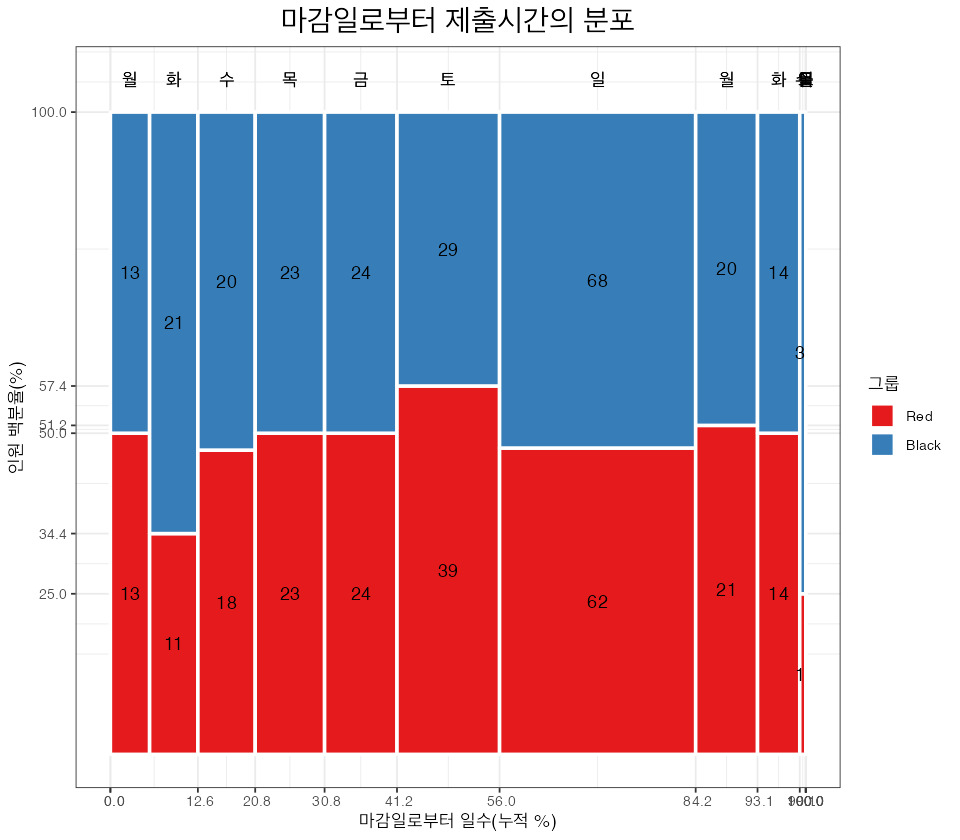 마감일로부터 제출시간의 분포
월 화 수 목 금 토 일 월 화
100.0
57.4
51.2
50.0
34.4
25.0
인원 백분율(%)
13 21 20 23 24 29 68 20 14 3
13 11 18 23 24 39 62 21 14 1
그룹
Red
Black
0.0 12.6 20.8 30.8 41.2 56.0 84.2 93.1
마감일로부터 일수(누적 %)